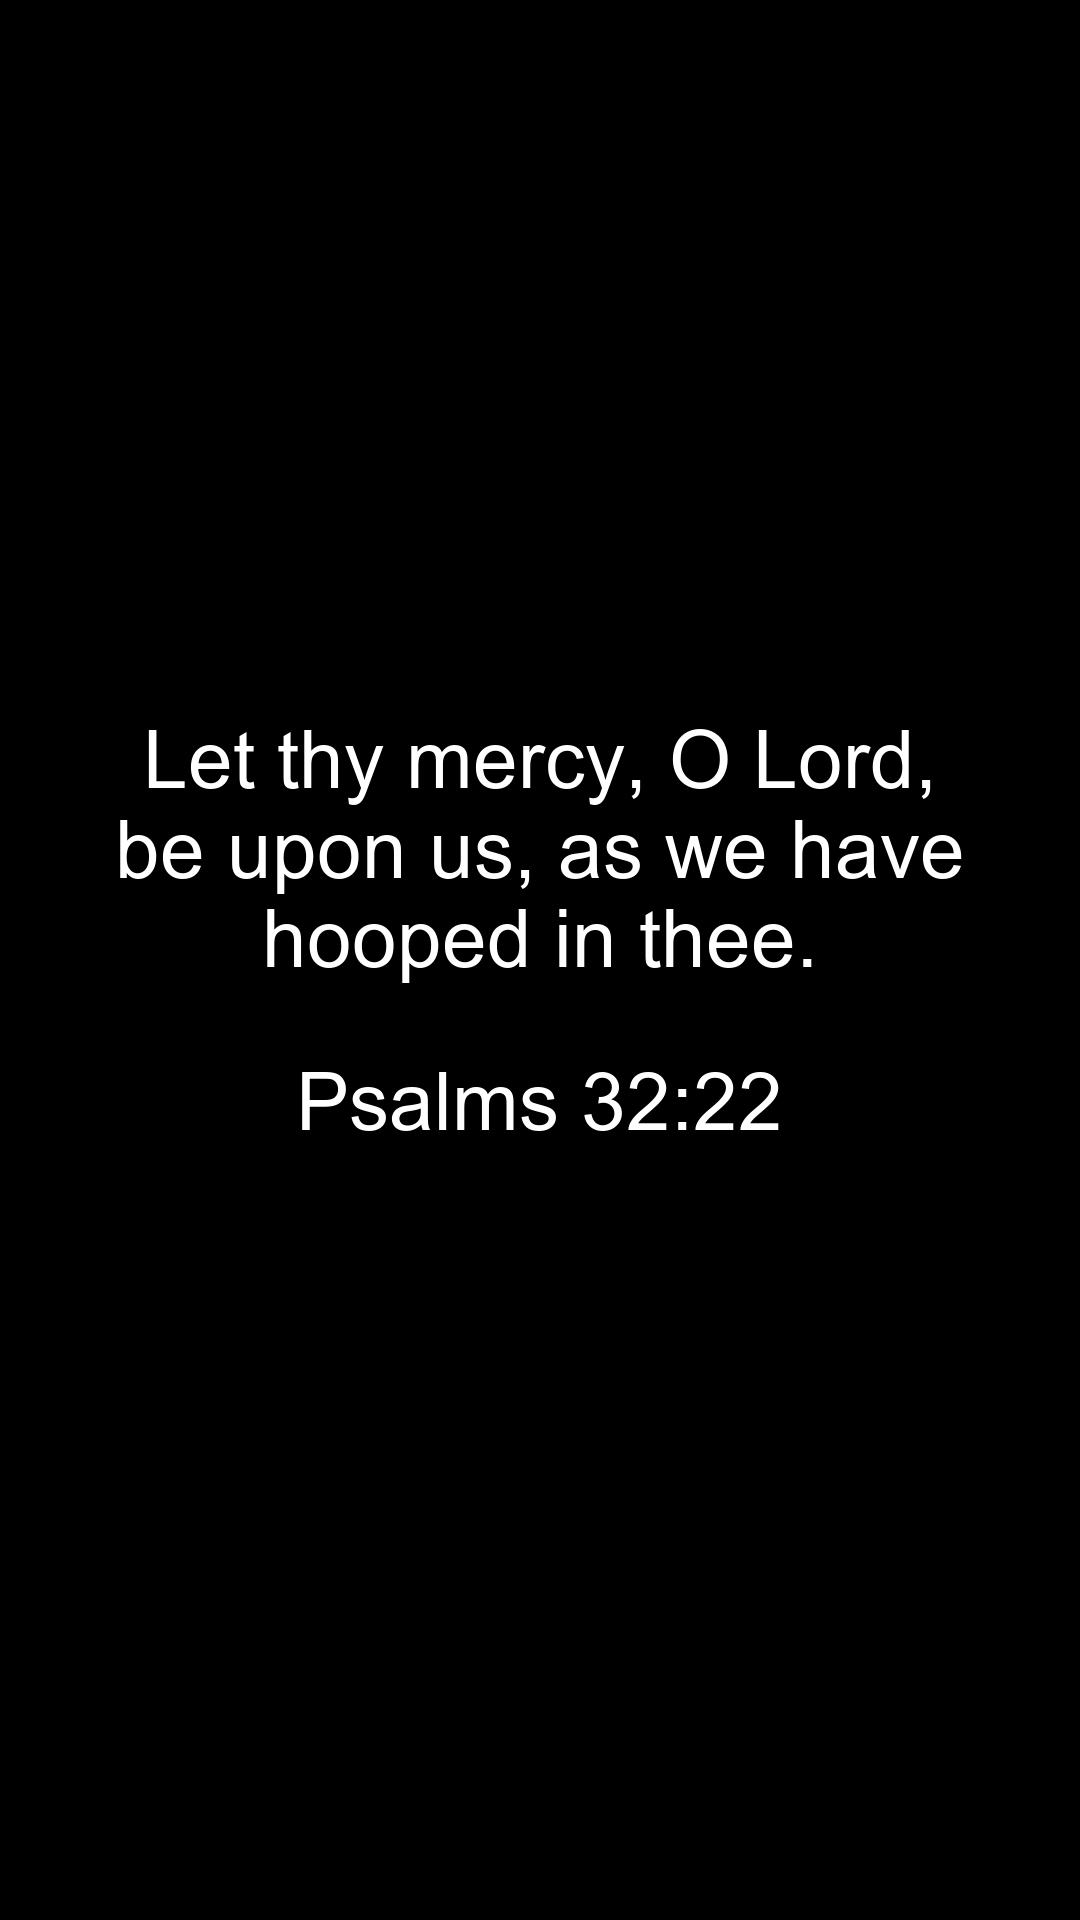 Let thy mercy, O Lord,
be upon us, as we have
hooped in thee.
Psalms 32:22